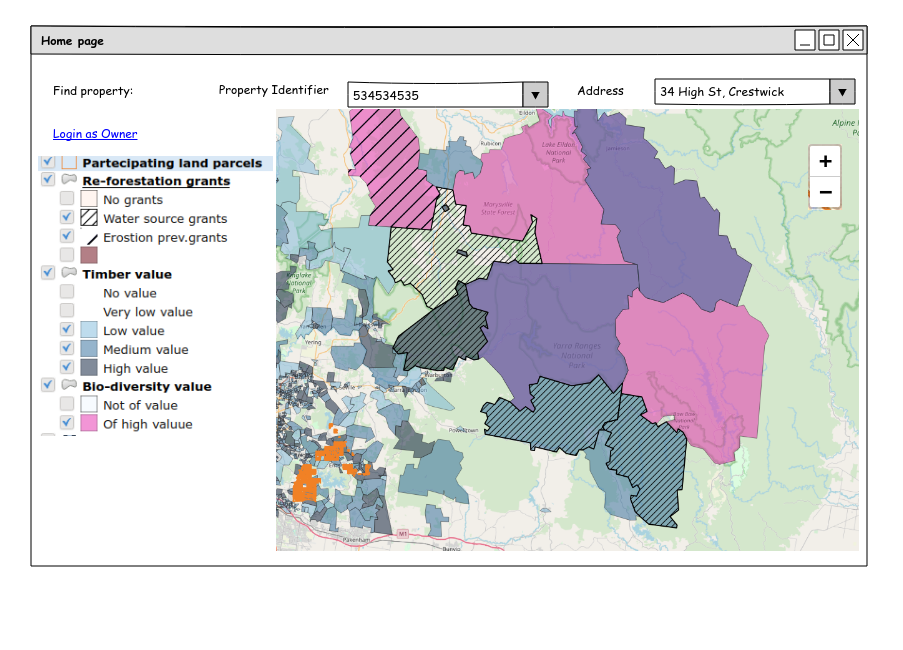 Home page
Find property:
Property Identifier
534534535
Address
34 High St, Crestwick
Login as Owner
Partecipating land parcels
Re-forestation grants
No grants
Water source grants
Erostion prev.grants
Timber value
No value
Very low value
Low value
Medium value
High value
Bio-diversity value
Not of value
Of high valuue
Eildon
Rubicon
Lake Eildon
National
Park
Alpine
+
−
Marysville
State Forest
National
Park
Yering
Yarra Ranges
National
Park
Powelltown
National
Park
M1
Pakenham
Bunyip